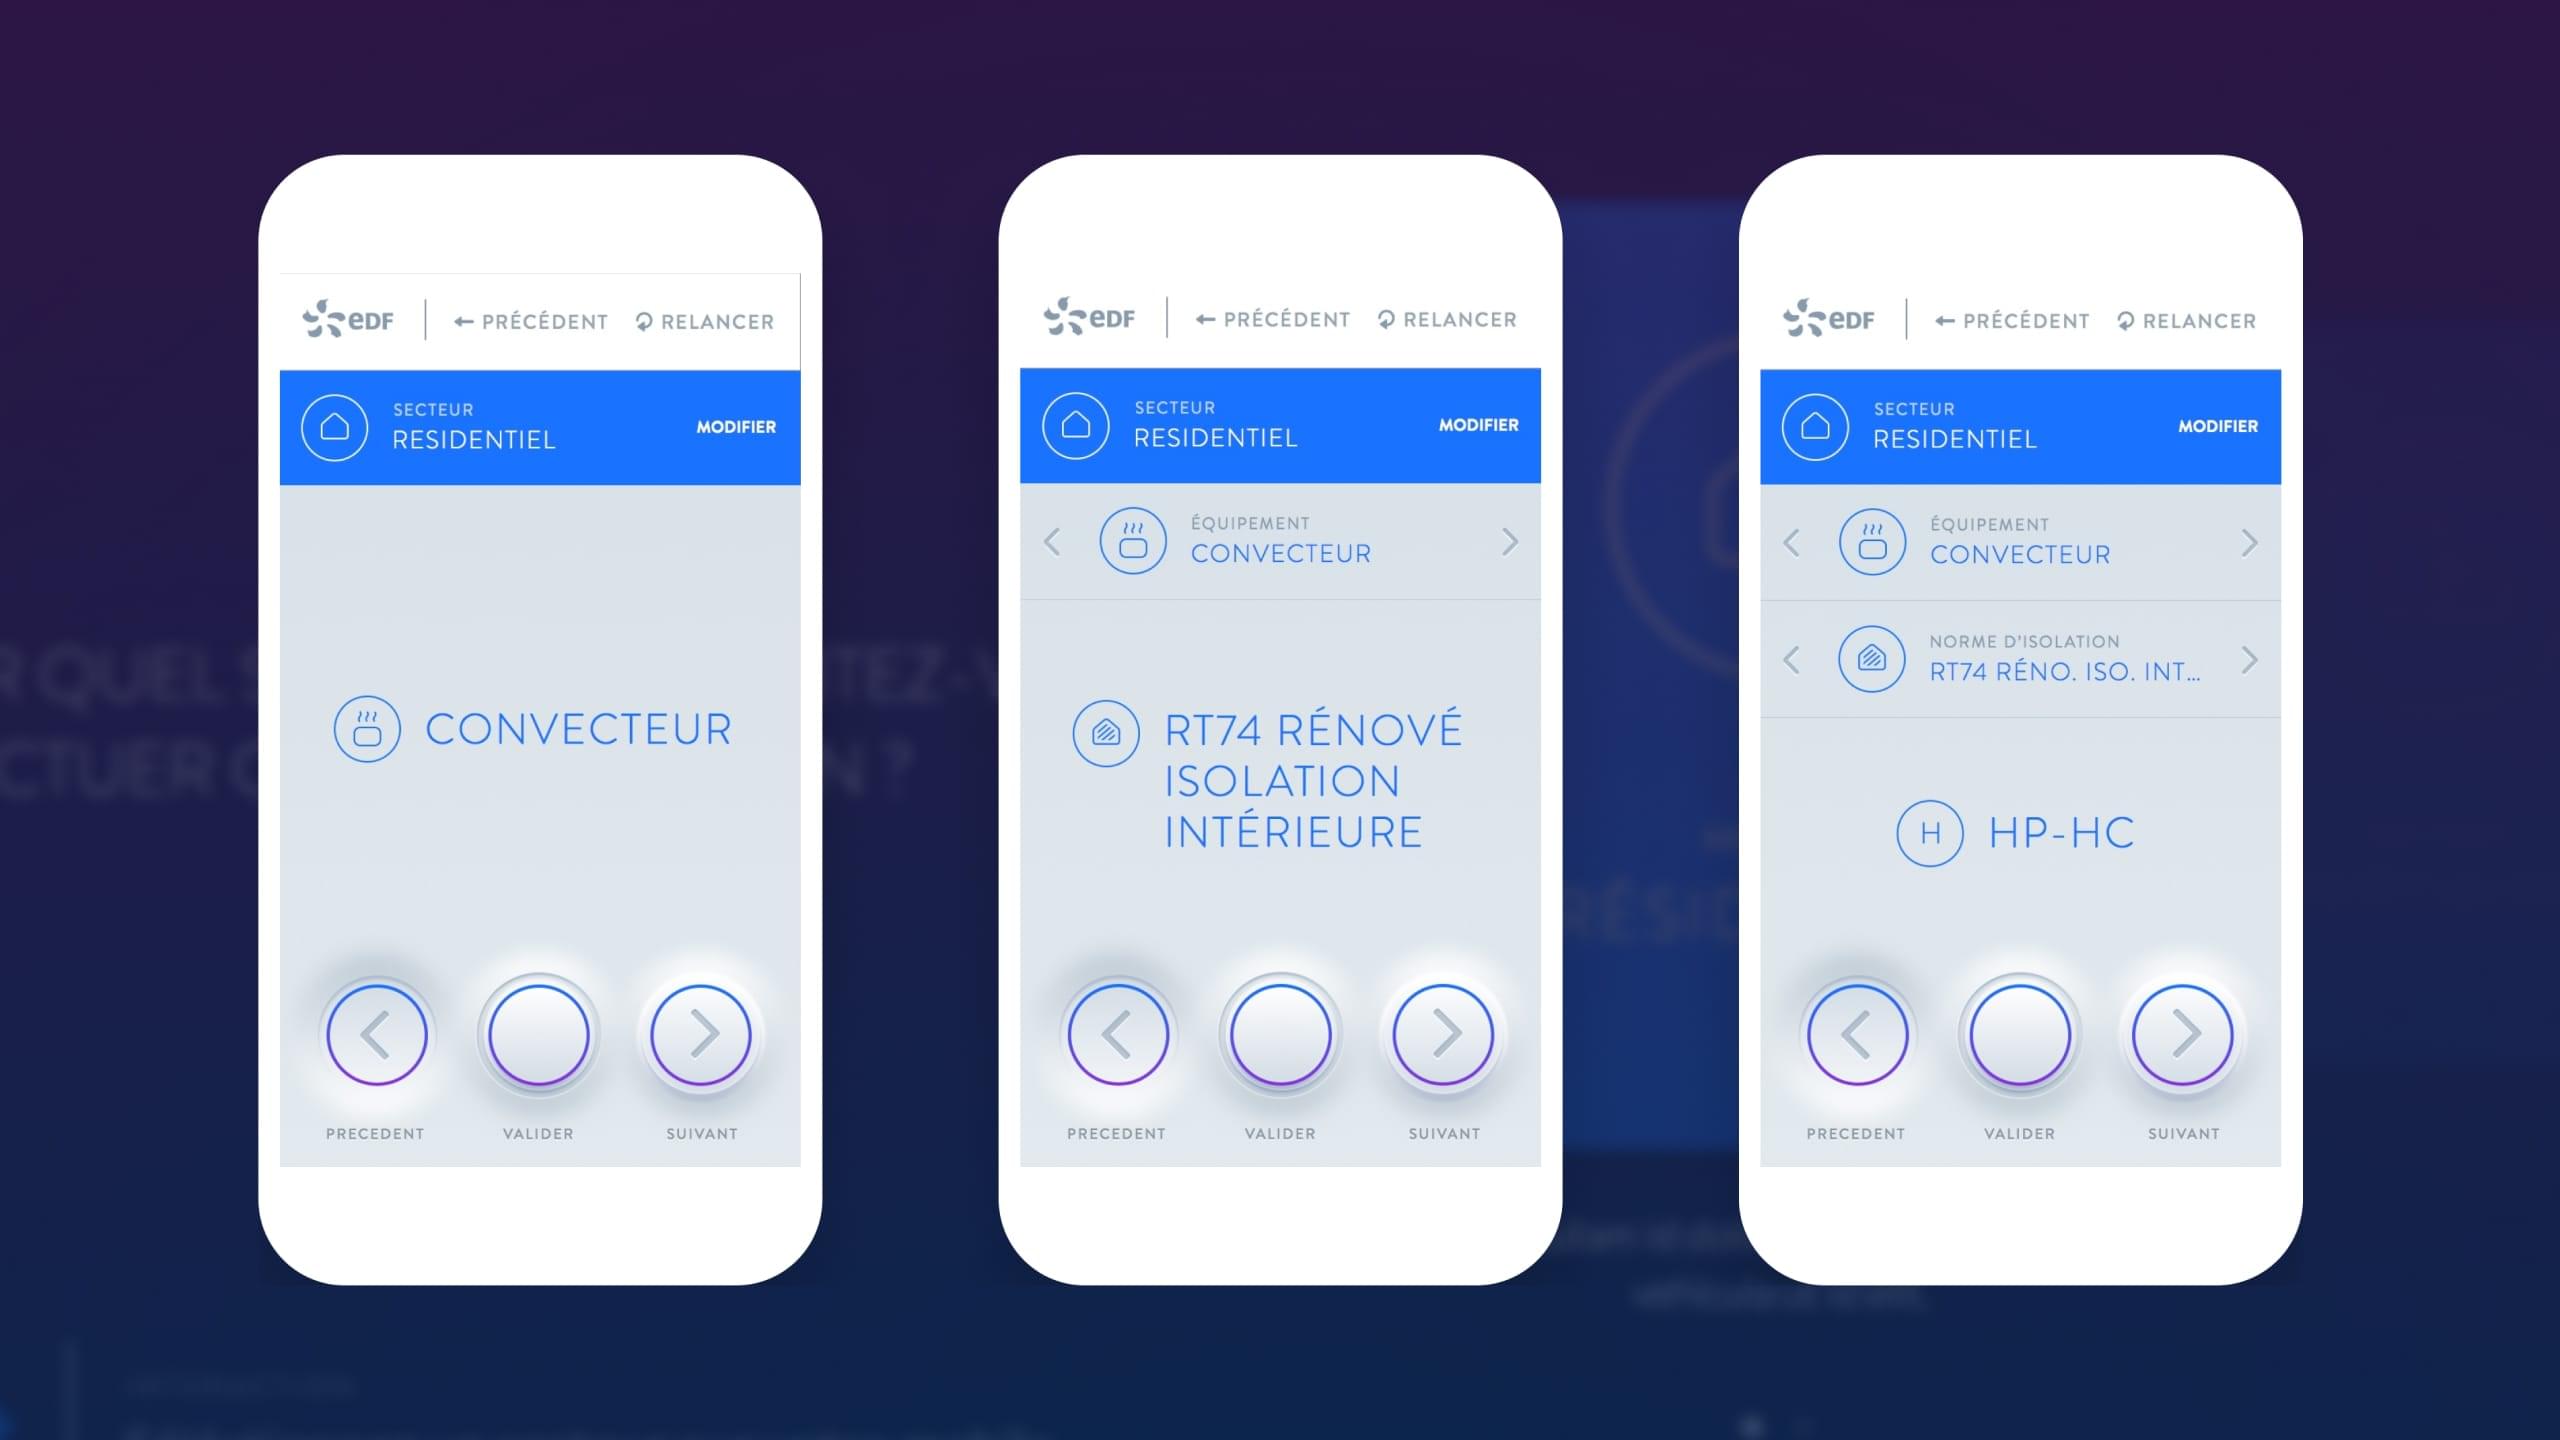 eDF
PRÉCÉDENT
RELANCER
SECTEUR
RESIDENTIEL
MODIFIER
CONVECTEUR
PRECEDENT
VALIDER
SUIVANT
eDF
PRÉCÉDENT
RELANCER
SECTEUR
RESIDENTIEL
MODIFIER
ÉQUIPEMENT
CONVECTEUR
RT74 RÉNOVÉ
ISOLATION
INTÉRIEURE
PRECEDENT
VALIDER
SUIVANT
eDF
PRÉCÉDENT
RELANCER
SECTEUR
RESIDENTIEL
MODIFIER
ÉQUIPEMENT
CONVECTEUR
NORME D'ISOLATION
RT74 RÉNO. ISO. INT...
H
HP-HC
PRECEDENT
VALIDER
SUIVANT
QUEL